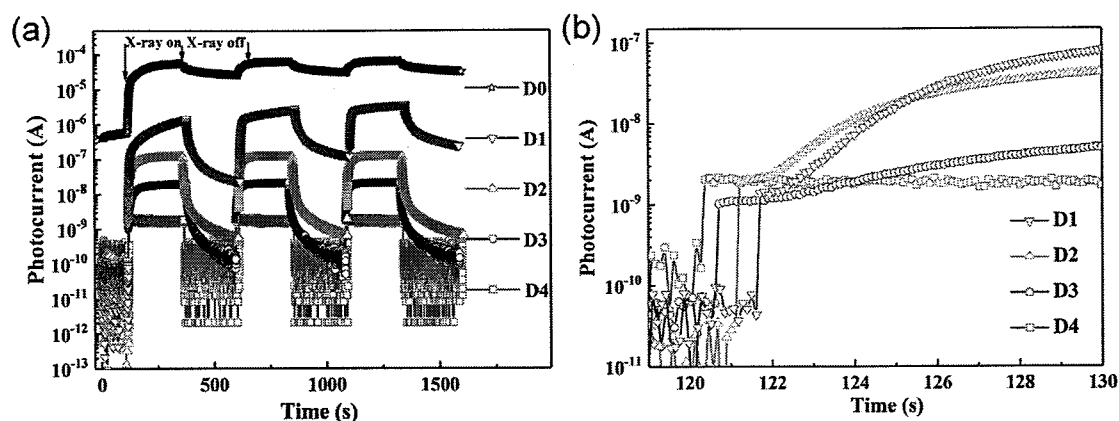 (a)
X-ray on
X-ray off
10⁻⁴
10⁻⁵
10⁻⁶
10⁻⁷
10⁻⁸
10⁻⁹
10⁻¹⁰
10⁻¹¹
10⁻¹²
10⁻¹³
Photocurrent (A)
0 500 1000 1500
Time (s)
D0
D1
D2
D3
D4
(b)
10⁻⁷
10⁻⁸
10⁻⁹
10⁻¹⁰
10⁻¹¹
Photocurrent (A)
120 122 124 126 128 130
Time (s)
D1
D2
D3
D4